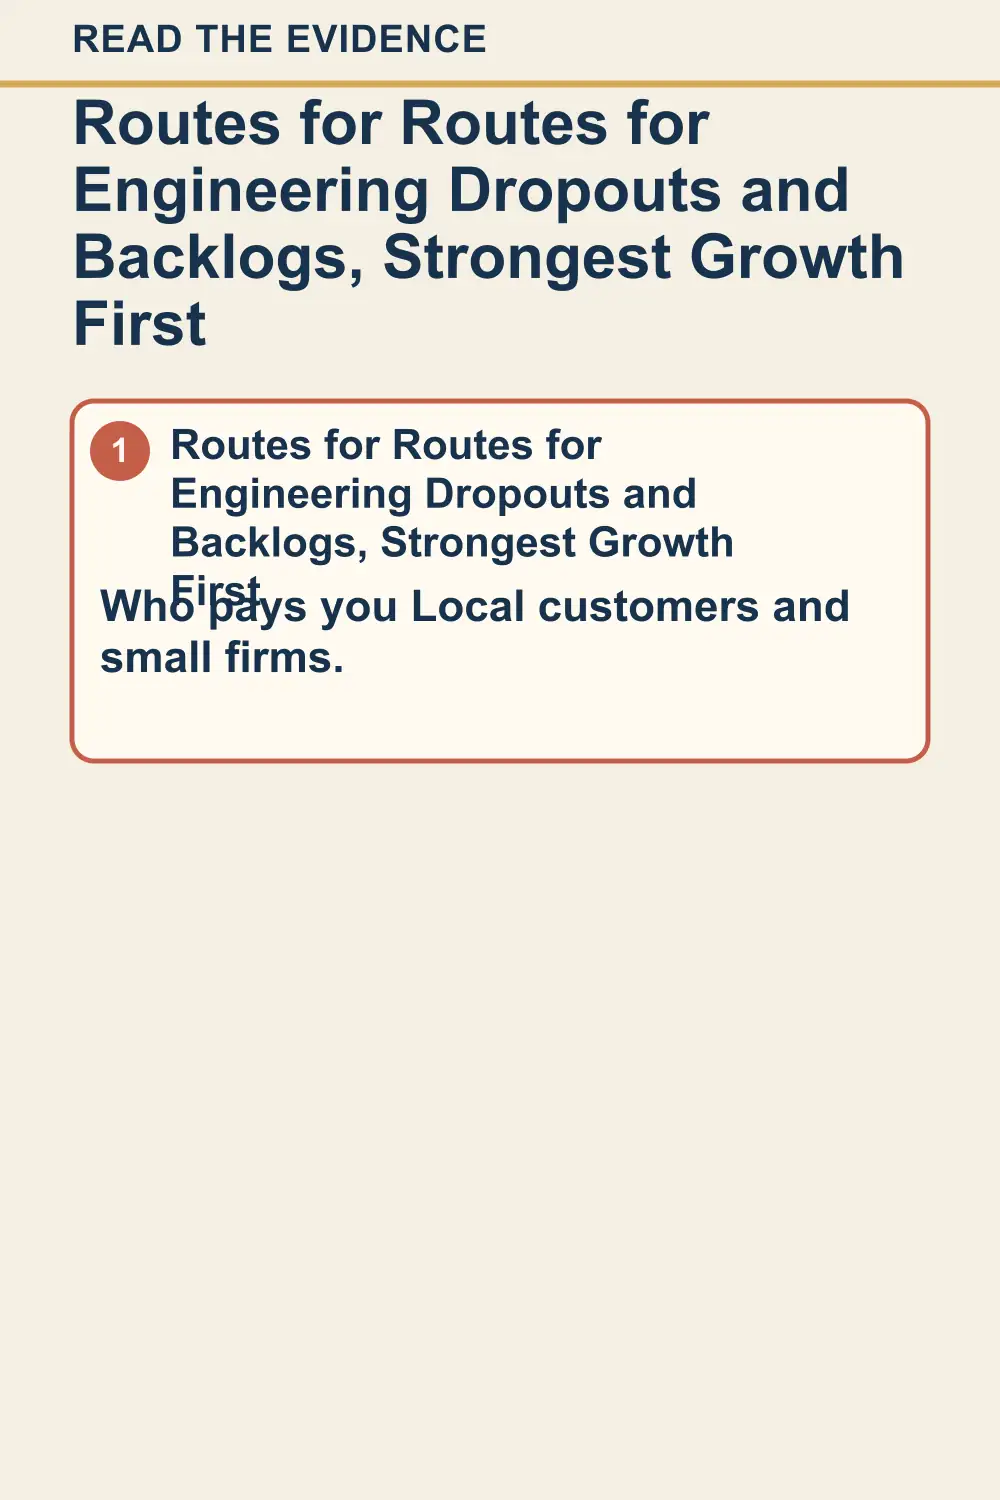 READ THE EVIDENCE
Routes for Routes for
Engineering Dropouts and
Backlogs, Strongest Growth
First
1
Routes for Routes for
Engineering Dropouts and
Backlogs, Strongest Growth
First
Who pays you Local customers and
small firms.